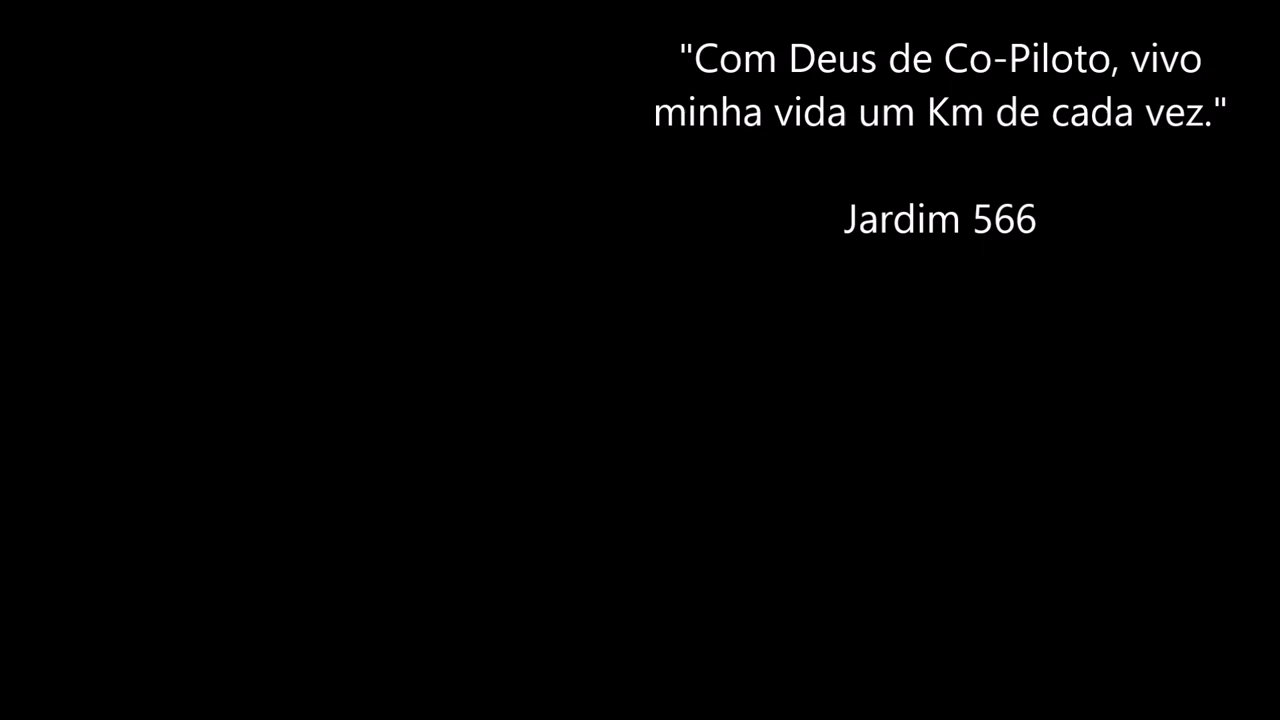 "Com Deus de Co-Piloto, vivo
minha vida um Km de cada vez."
Jardim 566